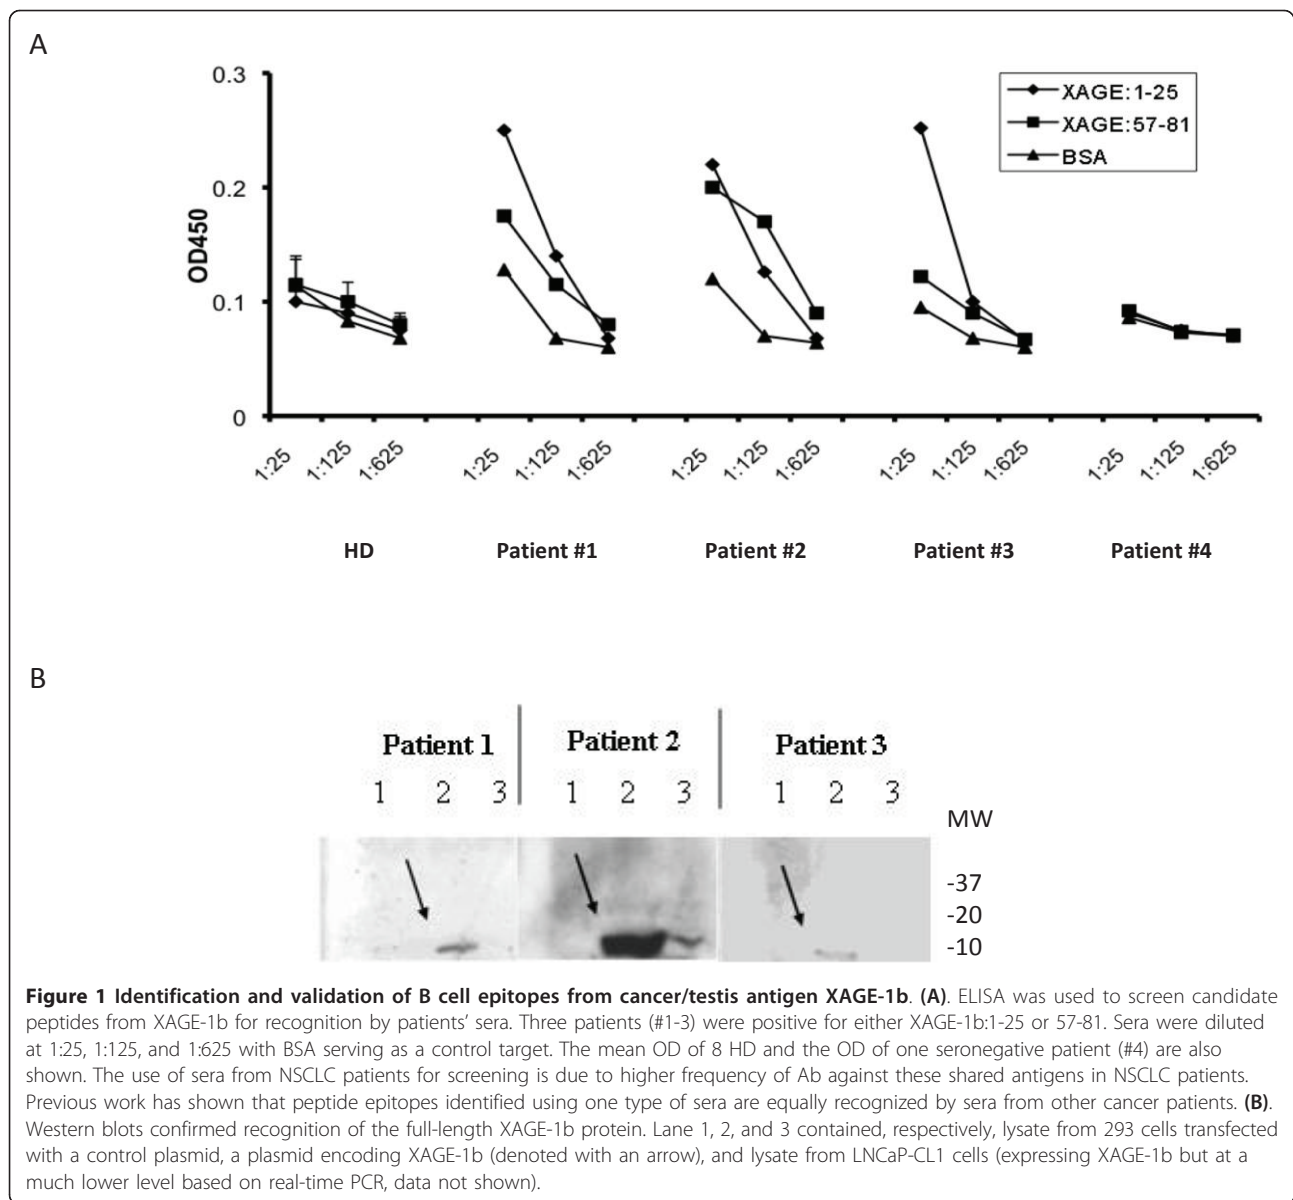 A
0.3
0.2
0.1
0
OD450
XAGE:1-25
XAGE:57-81
BSA
1:25 1:125 1:625 1:25 1:125 1:625 1:25 1:125 1:625 1:25 1:125 1:625 1:25 1:125 1:625
HD Patient #1 Patient #2 Patient #3 Patient #4
B
Patient 1 Patient 2 Patient 3
1 2 3 1 2 3 1 2 3
MW
-37
-20
-10
Figure 1 Identification and validation of B cell epitopes from cancer/testis antigen XAGE-1b. (A). ELISA was used to screen candidate
peptides from XAGE-1b for recognition by patients' sera. Three patients (#1-3) were positive for either XAGE-1b:1-25 or 57-81. Sera were diluted
at 1:25, 1:125, and 1:625 with BSA serving as a control target. The mean OD of 8 HD and the OD of one seronegative patient (#4) are also
shown. The use of sera from NSCLC patients for screening is due to higher frequency of Ab against these shared antigens in NSCLC patients.
Previous work has shown that peptide epitopes identified using one type of sera are equally recognized by sera from other cancer patients. (B).
Western blots confirmed recognition of the full-length XAGE-1b protein. Lane 1, 2, and 3 contained, respectively, lysate from 293 cells transfected
with a control plasmid, a plasmid encoding XAGE-1b (denoted with an arrow), and lysate from LNCaP-CL1 cells (expressing XAGE-1b but at a
much lower level based on real-time PCR, data not shown).